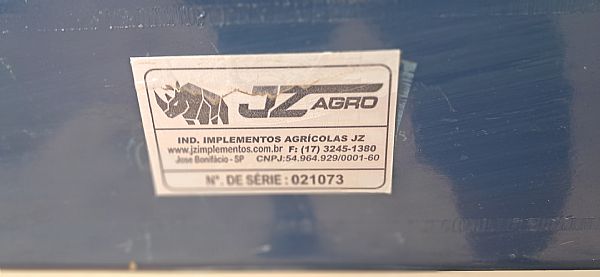 JZ AGRO
IND. IMPLEMENTOS AGRÍCOLAS JZ
www.jzimplementos.com.br F: (17) 3245-1380
Jose Bonifácio - SP CNPJ:54.964.929/0001-60
Nº. DE SÉRIE : 021073